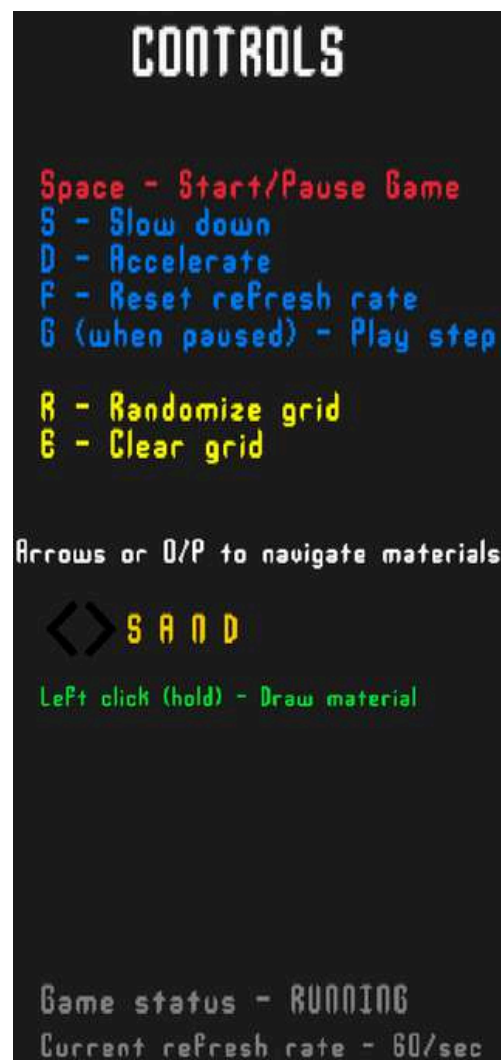 CONTROLS
Space - Start/Pause Game
S - Slow down
D - Accelerate
F - Reset refresh rate
G (when paused) - Play step
R - Randomize grid
E - Clear grid
Arrows or O/P to navigate materials
<> SAND
Left click (hold) - Draw material
Game status - RUNNING
Current refresh rate - 60/sec